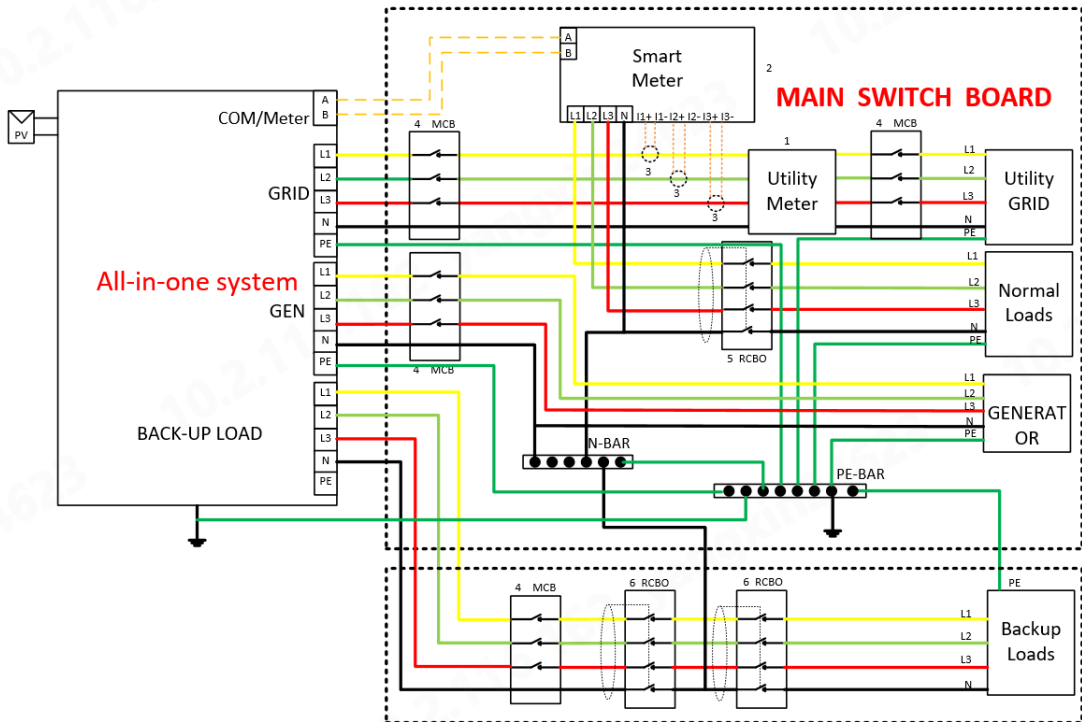 A
B
Smart
Meter
2
MAIN SWITCH BOARD
L1 L2 L3 N I1+ I1- I2+ I2- I3+ I3-
PV
COM/Meter
A
B
4 MCB
3
3
3
1
Utility
Meter
4 MCB
L1
L2
L3
N
PE
Utility
GRID
GRID
L1
L2
L3
N
PE
All-in-one system
GEN
L1
L2
L3
N
PE
4 MCB
5 RCBO
L1
L2
L3
N
PE
Normal
Loads
L1
L2
L3
N
PE
GENERAT
OR
BACK-UP LOAD
L1
L2
L3
N
PE
N-BAR
PE-BAR
4 MCB
6 RCBO
6 RCBO
PE
L1
L2
L3
N
Backup
Loads